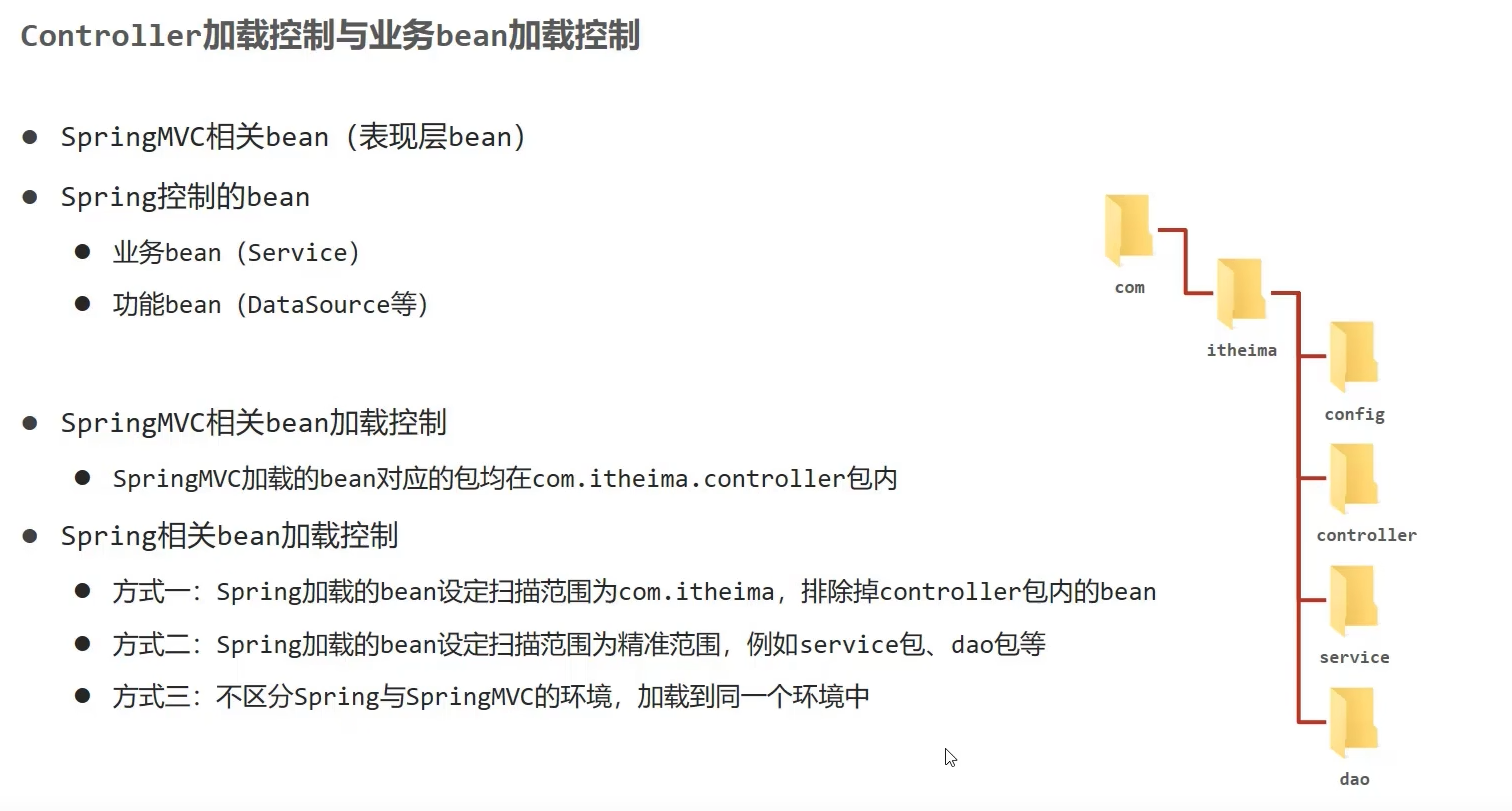 Controller加载控制与业务bean加载控制
● SpringMVC相关bean（表现层bean）
● Spring控制的bean
● 业务bean（Service）
● 功能bean（DataSource等）
● SpringMVC相关bean加载控制
● SpringMVC加载的bean对应的包均在com.itheima.controller包内
● Spring相关bean加载控制
● 方式一：Spring加载的bean设定扫描范围为com.itheima，排除掉controller包内的bean
● 方式二：Spring加载的bean设定扫描范围为精准范围，例如service包、dao包等
● 方式三：不区分Spring与SpringMVC的环境，加载到同一个环境中
com
itheima
config
controller
service
dao